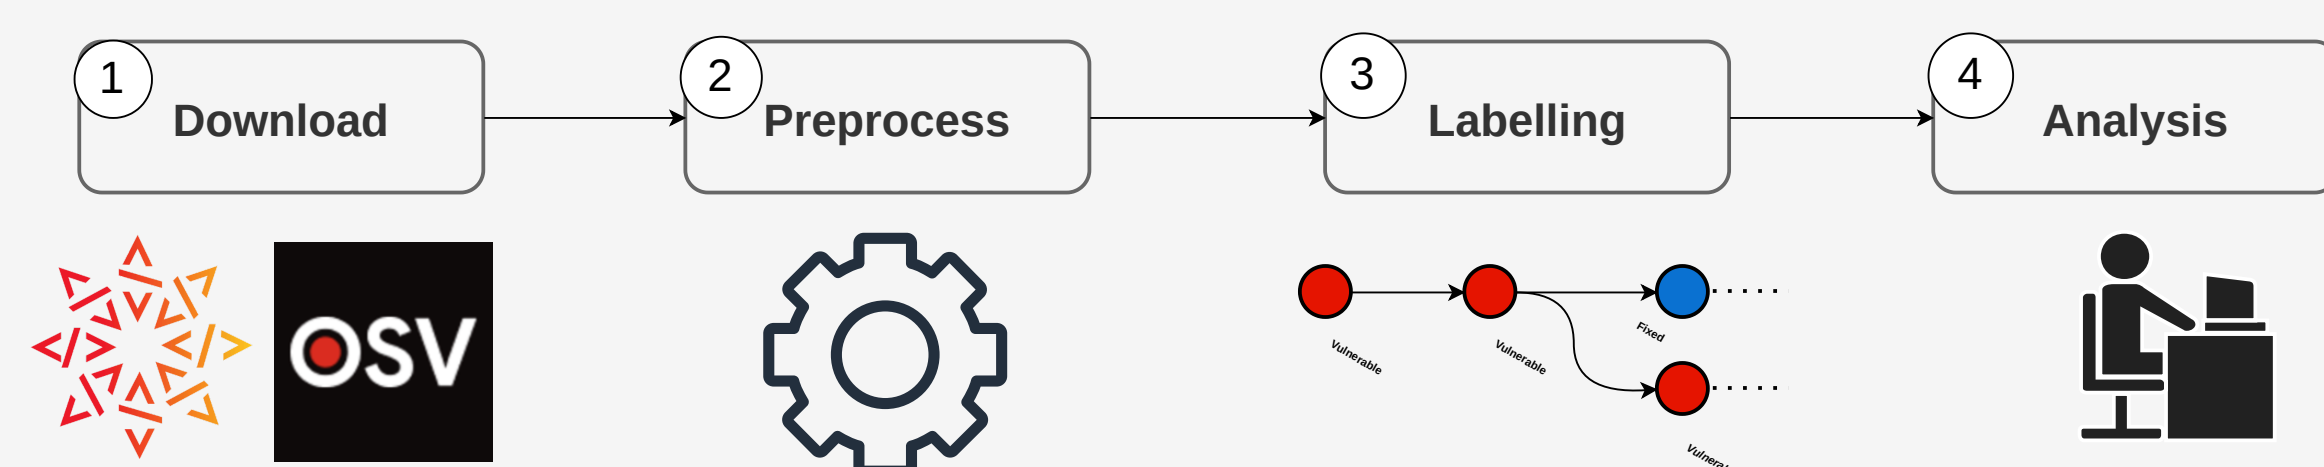 1
Download
2
Preprocess
3
Labelling
4
Analysis
OSV
Vulnerable
Vulnerable
Fixed